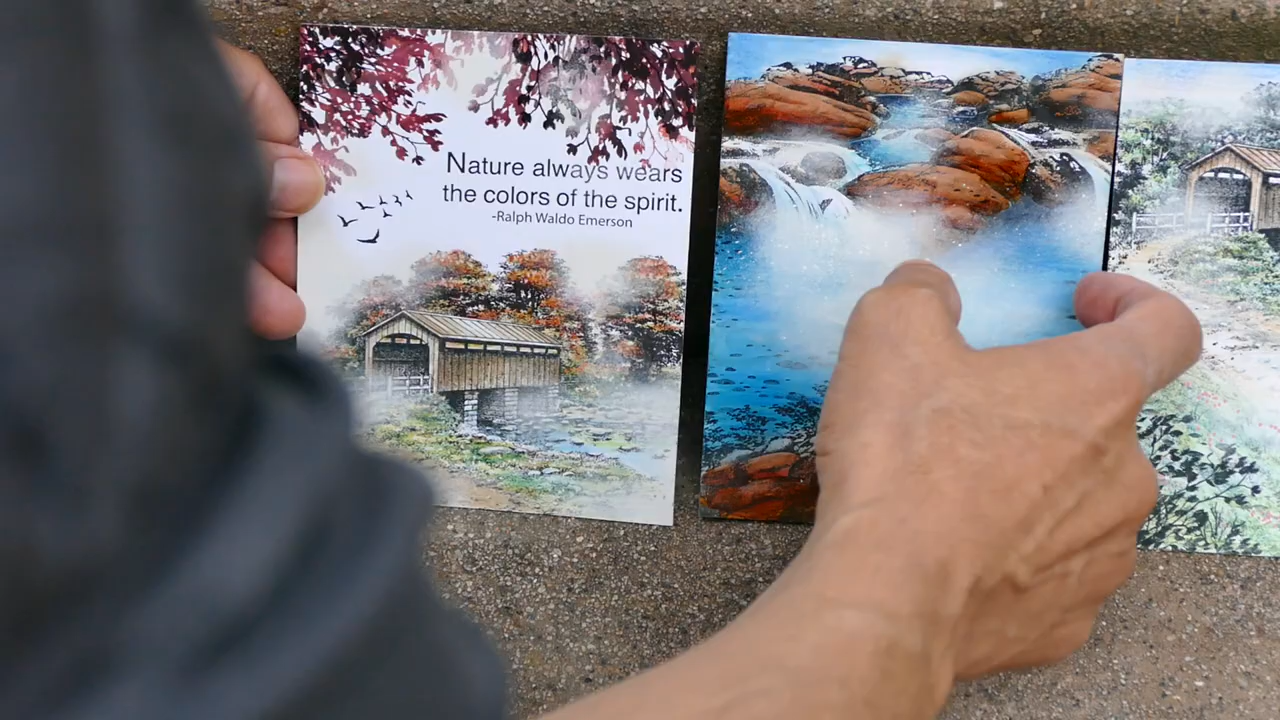 Nature always wears
the colors of the spirit.
-Ralph Waldo Emerson